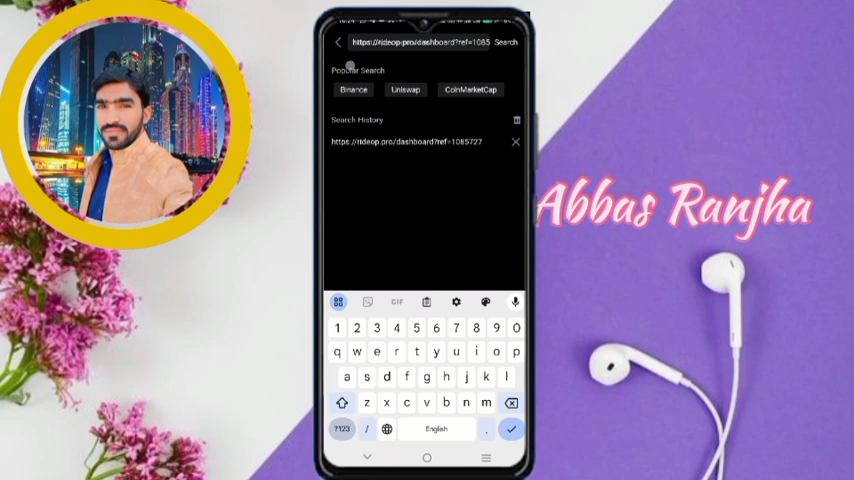 https://rideop.pro/dashboard?ref=1085
Search
Popular Search
Binance
Uniswap
CoinMarketCap
Search History
https://rideop.pro/dashboard?ref=1085727
Abbas Ranjha
GIF
1 2 3 4 5 6 7 8 9 0
q w e r t y u i o p
a s d f g h j k l
z x c v b n m
?123 / English .